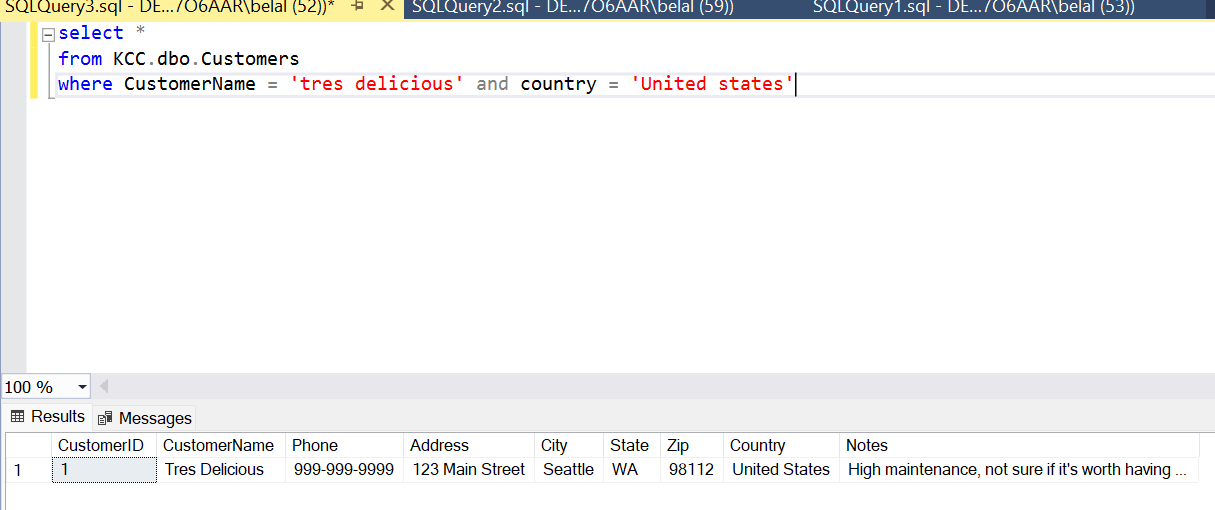 SQLQuery3.sql - DE...7O6AAR\belal (52))* SQLQuery2.sql - DE...7O6AAR\belal (59)) SQLQuery1.sql - DE...7O6AAR\belal (53))
select *
from KCC.dbo.Customers
where CustomerName = 'tres delicious' and country = 'United states'
100 %
Results Messages
CustomerID CustomerName Phone Address City State Zip Country Notes
1 1 Tres Delicious 999-999-9999 123 Main Street Seattle WA 98112 United States High maintenance, not sure if it's worth having ...